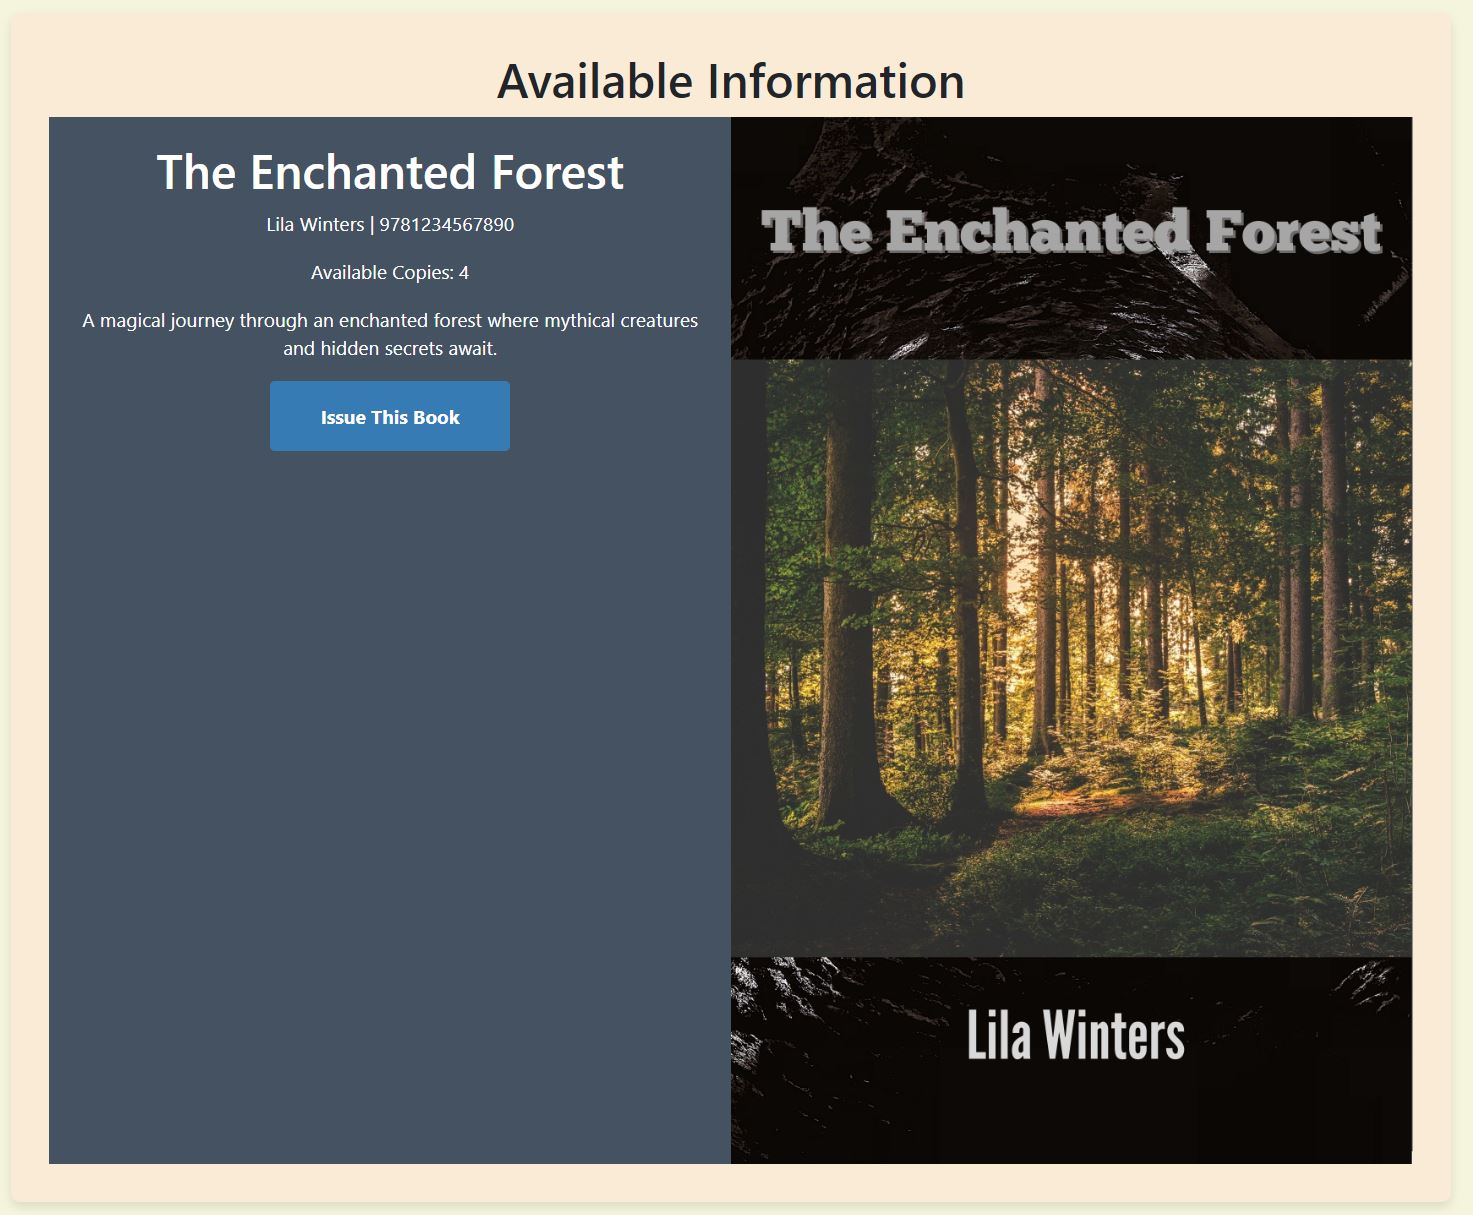 Available Information
The Enchanted Forest
Lila Winters | 9781234567890
Available Copies: 4
A magical journey through an enchanted forest where mythical creatures
and hidden secrets await.
Issue This Book
The Enchanted Forest
Lila Winters